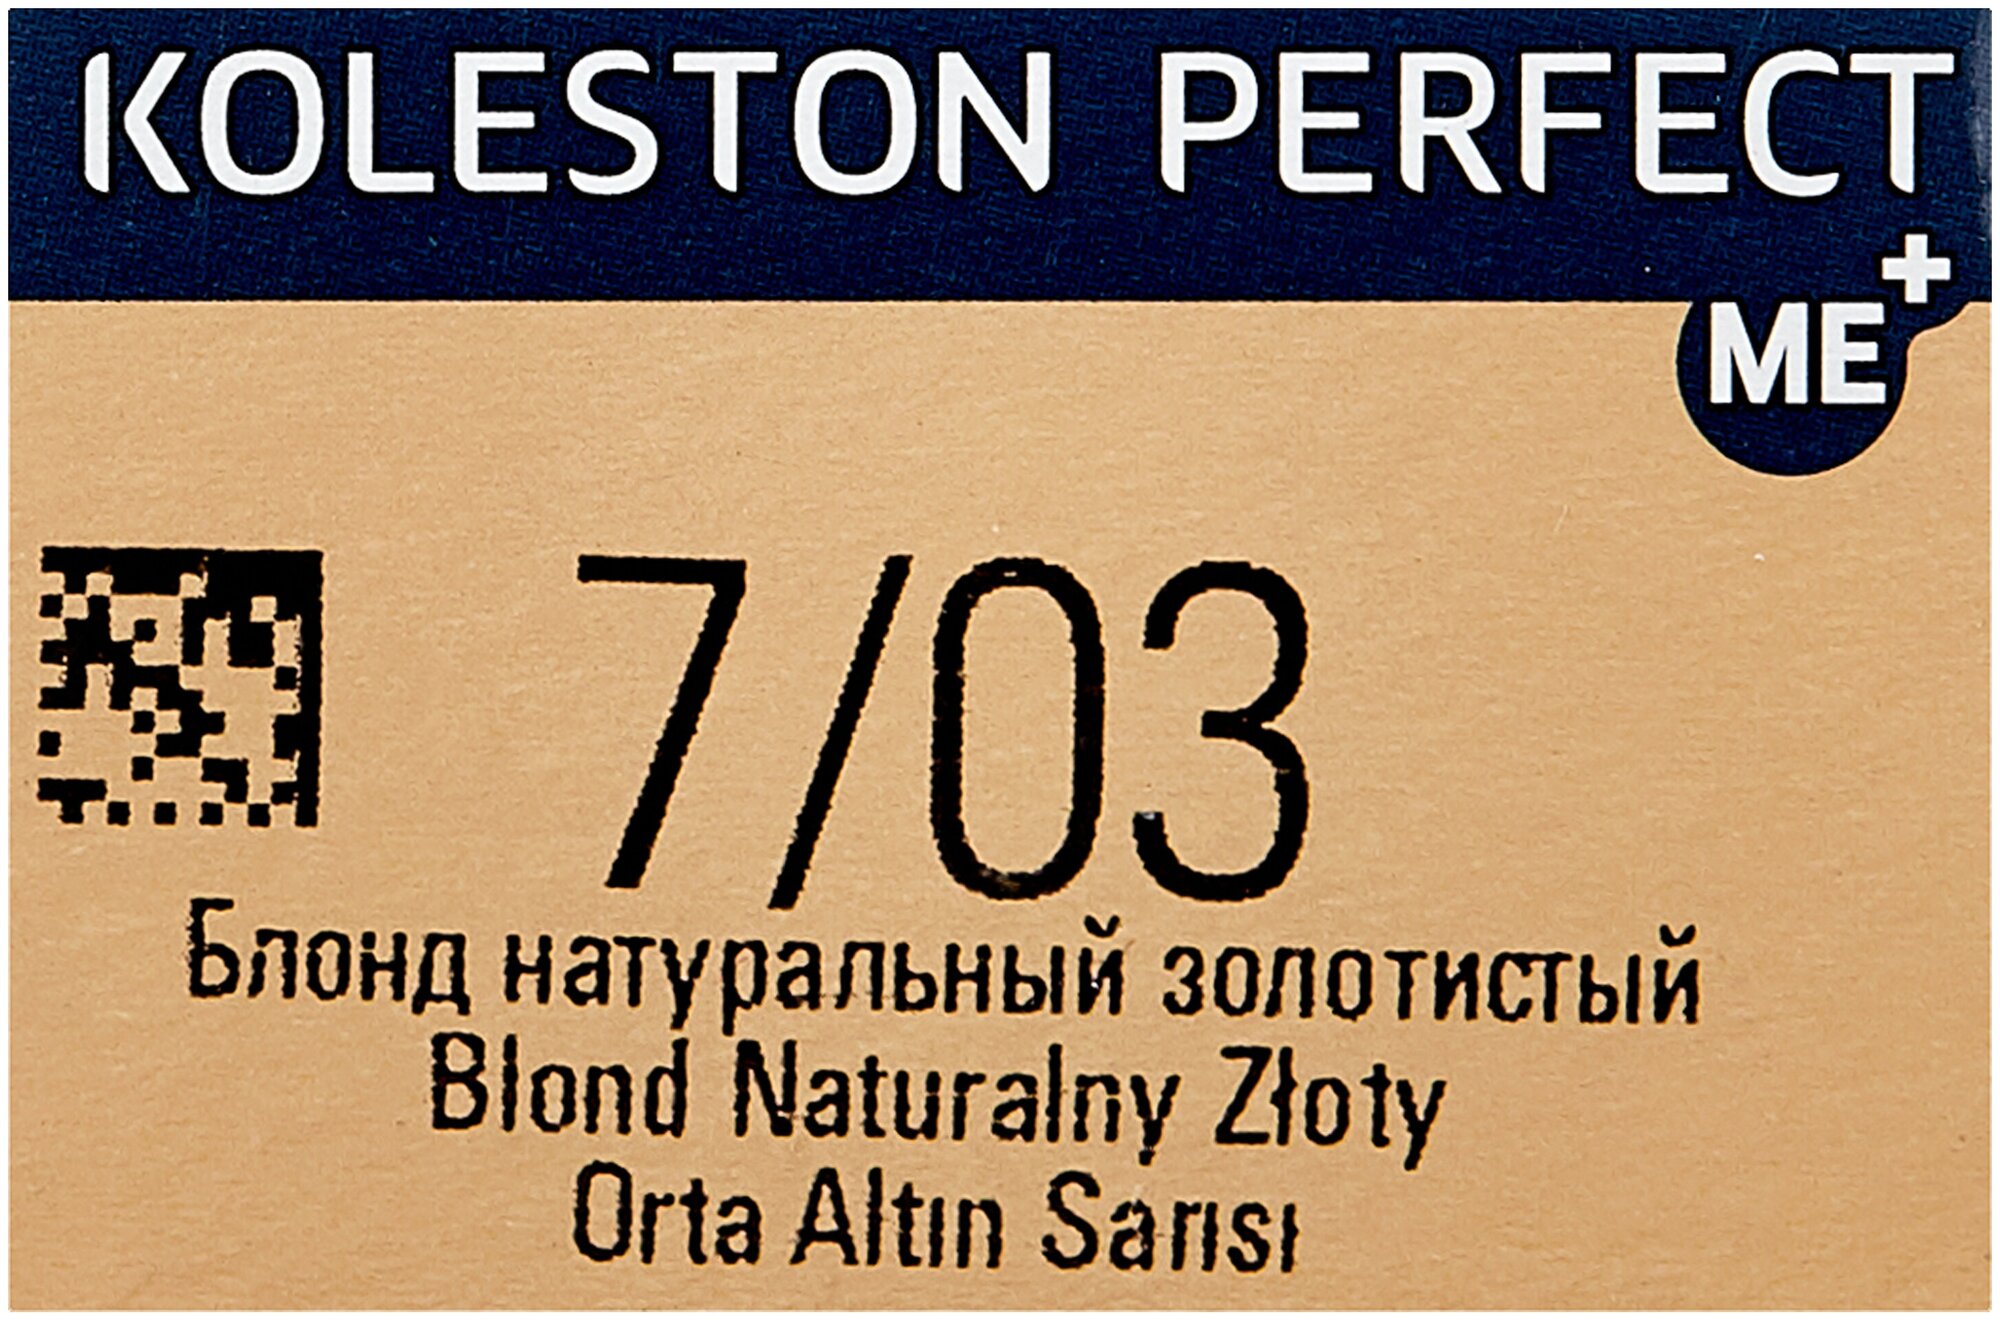 KOLESTON PERFECT
ME+
7/03
Блонд натуральный золотистый
Blond Naturalny Złoty
Orta Altın Sarısı